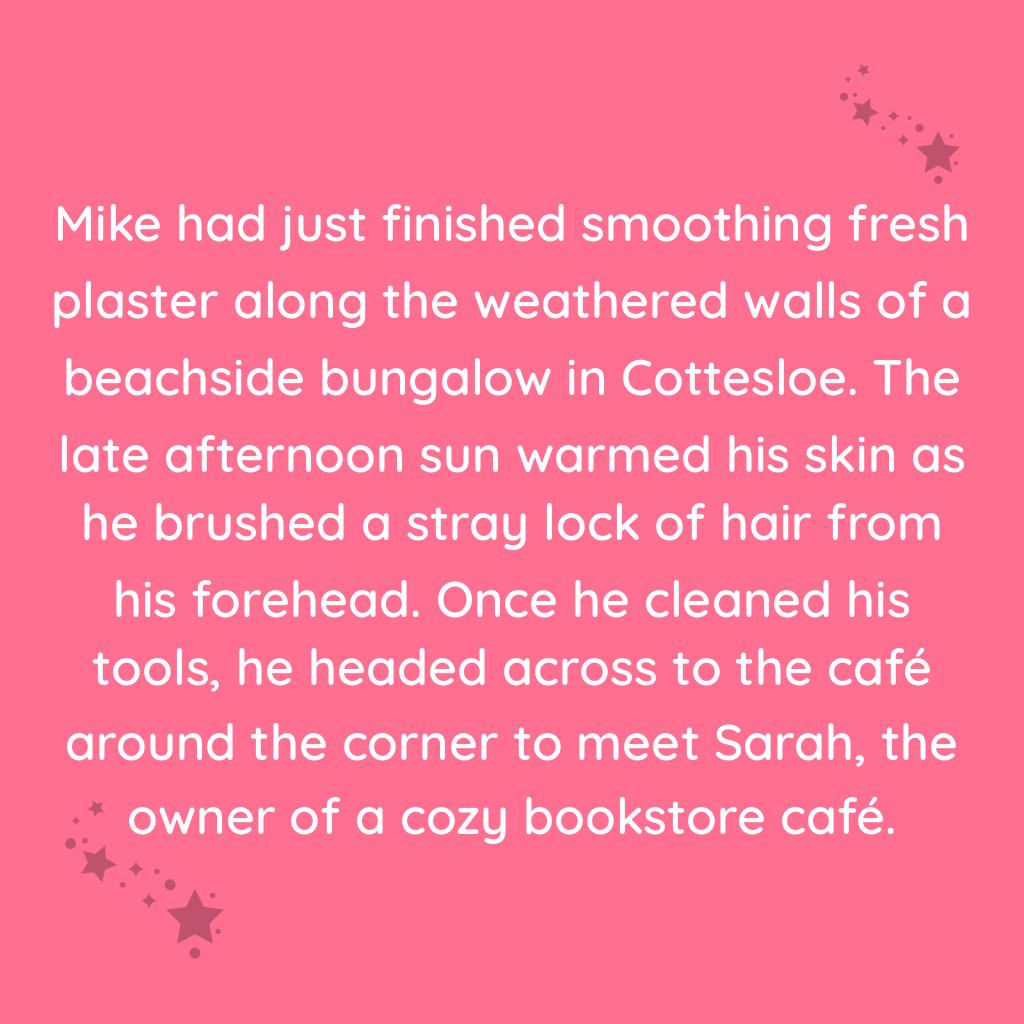 Mike had just finished smoothing fresh
plaster along the weathered walls of a
beachside bungalow in Cottesloe. The
late afternoon sun warmed his skin as
he brushed a stray lock of hair from
his forehead. Once he cleaned his
tools, he headed across to the café
around the corner to meet Sarah, the
owner of a cozy bookstore café.